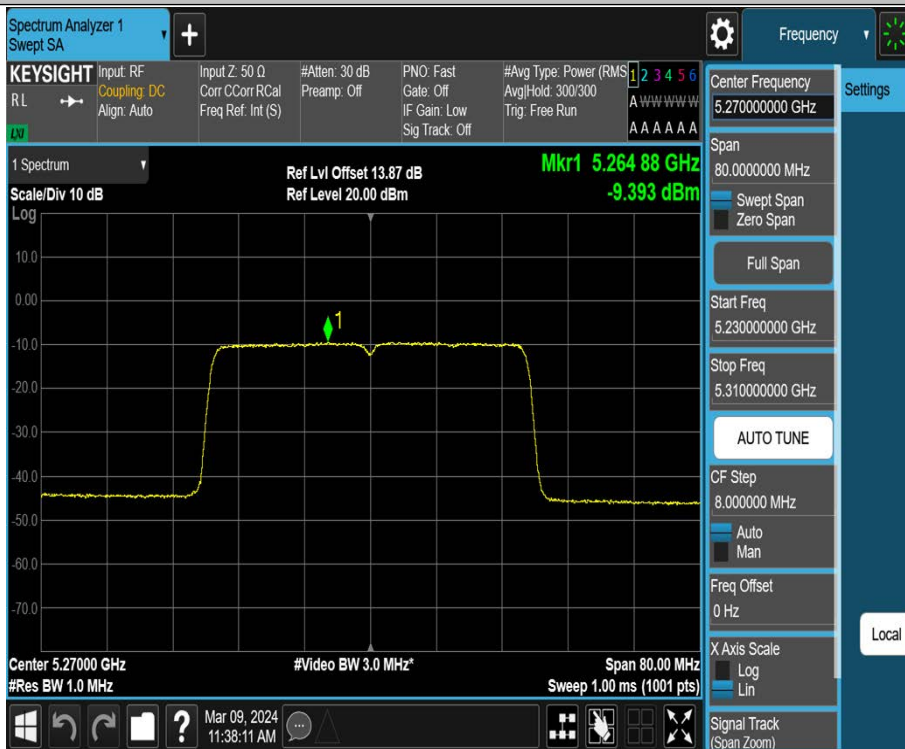 Spectrum Analyzer 1
Swept SA
+
Frequency
KEYSIGHT
RL
LXI
Input: RF
Coupling: DC
Align: Auto
Input Z: 50 Ω
Corr CCorr RCal
Freq Ref: Int (S)
#Atten: 30 dB
Preamp: Off
PNO: Fast
Gate: Off
IF Gain: Low
Sig Track: Off
#Avg Type: Power (RMS
Avg|Hold: 300/300
Trig: Free Run
1 2 3 4 5 6
A W W W W W
A A A A A A
1 Spectrum
Scale/Div 10 dB
Log
Ref Lvl Offset 13.87 dB
Ref Level 20.00 dBm
Mkr1 5.264 88 GHz
-9.393 dBm
10.0
0.00
-10.0
-20.0
-30.0
-40.0
-50.0
-60.0
-70.0
1
Center 5.27000 GHz
#Res BW 1.0 MHz
#Video BW 3.0 MHz*
Span 80.00 MHz
Sweep 1.00 ms (1001 pts)
Center Frequency
5.270000000 GHz
Span
80.0000000 MHz
Swept Span
Zero Span
Full Span
Start Freq
5.230000000 GHz
Stop Freq
5.310000000 GHz
AUTO TUNE
CF Step
8.000000 MHz
Auto
Man
Freq Offset
0 Hz
X Axis Scale
Log
Lin
Signal Track
(Span Zoom)
Settings
Local
?
Mar 09, 2024
11:38:11 AM